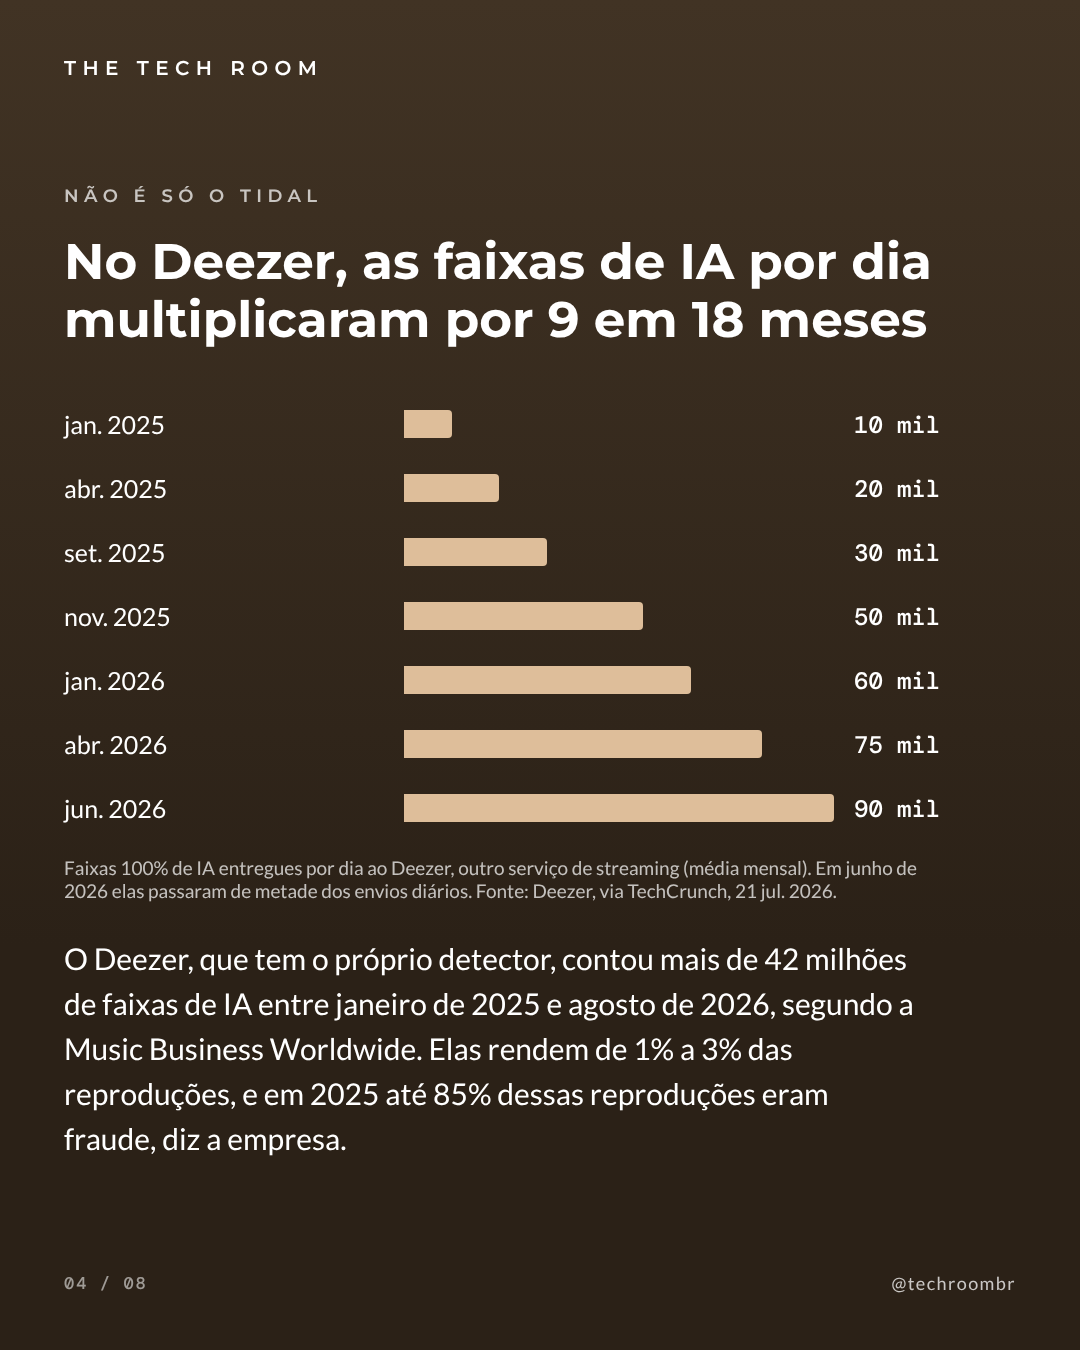 THE TECH ROOM
NÃO É SÓ O TIDAL
No Deezer, as faixas de IA por dia
multiplicaram por 9 em 18 meses
jan. 2025 10 mil
abr. 2025 20 mil
set. 2025 30 mil
nov. 2025 50 mil
jan. 2026 60 mil
abr. 2026 75 mil
jun. 2026 90 mil
Faixas 100% de IA entregues por dia ao Deezer, outro serviço de streaming (média mensal). Em junho de
2026 elas passaram de metade dos envios diários. Fonte: Deezer, via TechCrunch, 21 jul. 2026.
O Deezer, que tem o próprio detector, contou mais de 42 milhões
de faixas de IA entre janeiro de 2025 e agosto de 2026, segundo a
Music Business Worldwide. Elas rendem de 1% a 3% das
reproduções, e em 2025 até 85% dessas reproduções eram
fraude, diz a empresa.
04 / 08
@techroombr